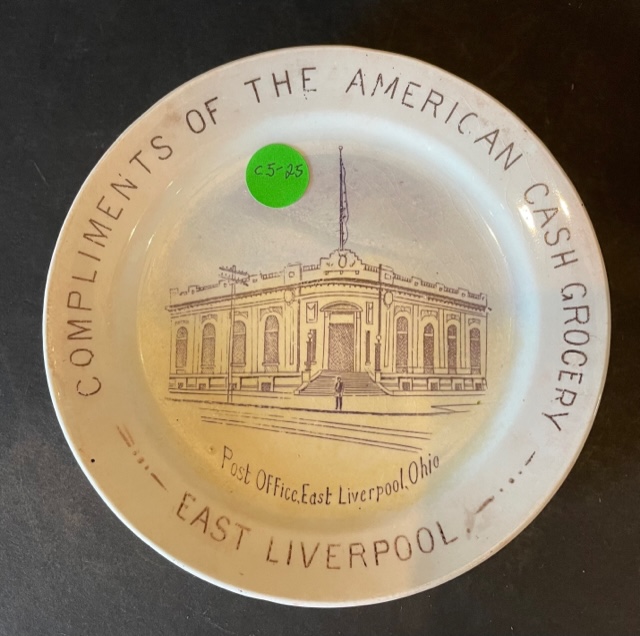 COMPLIMENTS OF THE AMERICAN CASH GROCERY
C5-25
Post Office, East Liverpool, Ohio
EAST LIVERPOOL.